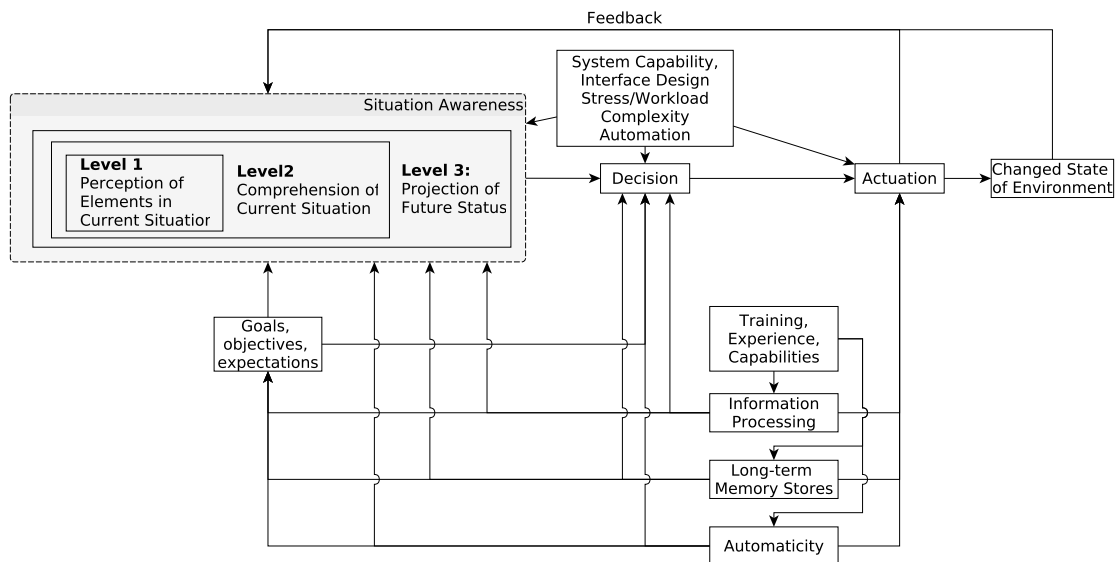 Feedback
System Capability,
Interface Design
Stress/Workload
Complexity
Automation
Situation Awareness
Level 1
Perception of
Elements in
Current Situation
Level2
Comprehension of
Current Situation
Level 3:
Projection of
Future Status
Decision
Actuation
Changed State
of Environment
Goals,
objectives,
expectations
Training,
Experience,
Capabilities
Information
Processing
Long-term
Memory Stores
Automaticity